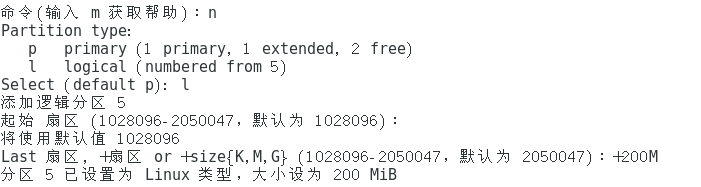 命令(输入 m 获取帮助)：n
Partition type:
   p   primary (1 primary, 1 extended, 2 free)
   l   logical (numbered from 5)
Select (default p): l
添加逻辑分区 5
起始 扇区 (1028096-2050047，默认为 1028096)：
将使用默认值 1028096
Last 扇区, +扇区 or +size{K,M,G} (1028096-2050047，默认为 2050047)：+200M
分区 5 已设置为 Linux 类型，大小设为 200 MiB